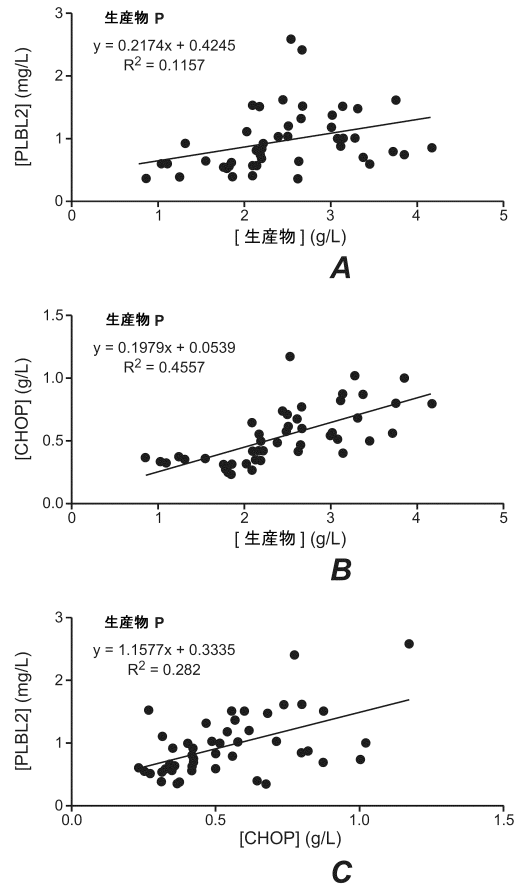 生産物 P
y = 0.2174x + 0.4245
R² = 0.1157
[PLBL2] (mg/L)
3
2
1
0
0 1 2 3 4 5
[ 生産物 ] (g/L)
A
生産物 P
y = 0.1979x + 0.0539
R² = 0.4557
[CHOP] (g/L)
1.5
1.0
0.5
0.0
0 1 2 3 4 5
[ 生産物 ] (g/L)
B
生産物 P
y = 1.1577x + 0.3335
R² = 0.282
[PLBL2] (mg/L)
3
2
1
0
0.0 0.5 1.0 1.5
[CHOP] (g/L)
C